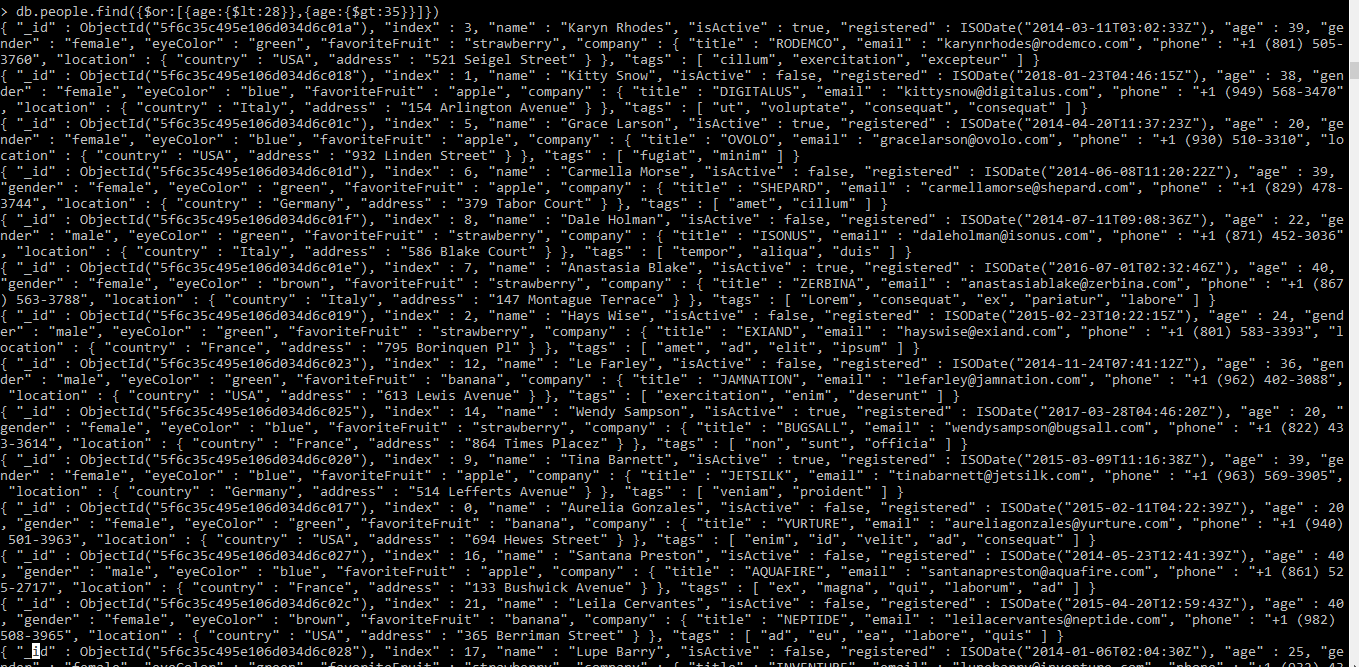 > db.people.find({$or:[{age:{$lt:28}},{age:{$gt:35}}]})
{ "_id" : ObjectId("5f6c35c495e106d034d6c01a"), "index" : 3, "name" : "Karyn Rhodes", "isActive" : true, "registered" : ISODate("2014-03-11T03:02:33Z"), "age" : 39, "ge
nder" : "female", "eyeColor" : "green", "favoriteFruit" : "strawberry", "company" : { "title" : "RODEMCO", "email" : "karynrhodes@rodemco.com", "phone" : "+1 (801) 505-
3760", "location" : { "country" : "USA", "address" : "521 Seigel Street" } }, "tags" : [ "cillum", "exercitation", "excepteur" ] }
{ "_id" : ObjectId("5f6c35c495e106d034d6c018"), "index" : 1, "name" : "Kitty Snow", "isActive" : false, "registered" : ISODate("2018-01-23T04:46:15Z"), "age" : 38, "gen
der" : "female", "eyeColor" : "blue", "favoriteFruit" : "apple", "company" : { "title" : "DIGITALUS", "email" : "kittysnow@digitalus.com", "phone" : "+1 (949) 568-3470"
, "location" : { "country" : "Italy", "address" : "154 Arlington Avenue" } }, "tags" : [ "ut", "voluptate", "consequat", "consequat" ] }
{ "_id" : ObjectId("5f6c35c495e106d034d6c01c"), "index" : 5, "name" : "Grace Larson", "isActive" : true, "registered" : ISODate("2014-04-20T11:37:23Z"), "age" : 20, "ge
nder" : "female", "eyeColor" : "blue", "favoriteFruit" : "apple", "company" : { "title" : "OVOLO", "email" : "gracelarson@ovolo.com", "phone" : "+1 (930) 510-3310", "lo
cation" : { "country" : "USA", "address" : "932 Linden Street" } }, "tags" : [ "fugiat", "minim" ] }
{ "_id" : ObjectId("5f6c35c495e106d034d6c01d"), "index" : 6, "name" : "Carmella Morse", "isActive" : false, "registered" : ISODate("2014-06-08T11:20:22Z"), "age" : 39,
"gender" : "female", "eyeColor" : "green", "favoriteFruit" : "apple", "company" : { "title" : "SHEPARD", "email" : "carmellamorse@shepard.com", "phone" : "+1 (829) 478-
3744", "location" : { "country" : "Germany", "address" : "379 Tabor Court" } }, "tags" : [ "amet", "cillum" ] }
{ "_id" : ObjectId("5f6c35c495e106d034d6c01f"), "index" : 8, "name" : "Dale Holman", "isActive" : false, "registered" : ISODate("2014-07-11T09:08:36Z"), "age" : 22, "ge
nder" : "male", "eyeColor" : "green", "favoriteFruit" : "strawberry", "company" : { "title" : "ISONUS", "email" : "daleholman@isonus.com", "phone" : "+1 (871) 452-3036"
, "location" : { "country" : "Italy", "address" : "586 Blake Court" } }, "tags" : [ "tempor", "aliqua", "duis" ] }
{ "_id" : ObjectId("5f6c35c495e106d034d6c01e"), "index" : 7, "name" : "Anastasia Blake", "isActive" : true, "registered" : ISODate("2016-07-01T02:32:46Z"), "age" : 40,
"gender" : "female", "eyeColor" : "brown", "favoriteFruit" : "strawberry", "company" : { "title" : "ZERBINA", "email" : "anastasiablake@zerbina.com", "phone" : "+1 (867
) 563-3788", "location" : { "country" : "Italy", "address" : "147 Montague Terrace" } }, "tags" : [ "Lorem", "consequat", "ex", "pariatur", "labore" ] }
{ "_id" : ObjectId("5f6c35c495e106d034d6c019"), "index" : 2, "name" : "Hays Wise", "isActive" : false, "registered" : ISODate("2015-02-23T10:22:15Z"), "age" : 24, "gend
er" : "male", "eyeColor" : "green", "favoriteFruit" : "strawberry", "company" : { "title" : "EXIAND", "email" : "hayswise@exiand.com", "phone" : "+1 (801) 583-3393", "l
ocation" : { "country" : "France", "address" : "795 Borinquen Pl" } }, "tags" : [ "amet", "ad", "elit", "ipsum" ] }
{ "_id" : ObjectId("5f6c35c495e106d034d6c023"), "index" : 12, "name" : "Le Farley", "isActive" : false, "registered" : ISODate("2014-11-24T07:41:12Z"), "age" : 36, "gen
der" : "male", "eyeColor" : "green", "favoriteFruit" : "banana", "company" : { "title" : "JAMNATION", "email" : "lefarley@jamnation.com", "phone" : "+1 (962) 402-3088",
 "location" : { "country" : "USA", "address" : "613 Lewis Avenue" } }, "tags" : [ "exercitation", "enim", "deserunt" ] }
{ "_id" : ObjectId("5f6c35c495e106d034d6c025"), "index" : 14, "name" : "Wendy Sampson", "isActive" : true, "registered" : ISODate("2017-03-28T04:46:20Z"), "age" : 20, "
gender" : "female", "eyeColor" : "blue", "favoriteFruit" : "strawberry", "company" : { "title" : "BUGSALL", "email" : "wendysampson@bugsall.com", "phone" : "+1 (822) 43
3-3614", "location" : { "country" : "France", "address" : "864 Times Placez" } }, "tags" : [ "non", "sunt", "officia" ] }
{ "_id" : ObjectId("5f6c35c495e106d034d6c020"), "index" : 9, "name" : "Tina Barnett", "isActive" : true, "registered" : ISODate("2015-03-09T11:16:38Z"), "age" : 39, "ge
nder" : "female", "eyeColor" : "blue", "favoriteFruit" : "apple", "company" : { "title" : "JETSILK", "email" : "tinabarnett@jetsilk.com", "phone" : "+1 (963) 569-3905",
 "location" : { "country" : "Germany", "address" : "514 Lefferts Avenue" } }, "tags" : [ "veniam", "proident" ] }
{ "_id" : ObjectId("5f6c35c495e106d034d6c017"), "index" : 0, "name" : "Aurelia Gonzales", "isActive" : false, "registered" : ISODate("2015-02-11T04:22:39Z"), "age" : 20
, "gender" : "female", "eyeColor" : "green", "favoriteFruit" : "banana", "company" : { "title" : "YURTURE", "email" : "aureliagonzales@yurture.com", "phone" : "+1 (940)
 501-3963", "location" : { "country" : "USA", "address" : "694 Hewes Street" } }, "tags" : [ "enim", "id", "velit", "ad", "consequat" ] }
{ "_id" : ObjectId("5f6c35c495e106d034d6c027"), "index" : 16, "name" : "Santana Preston", "isActive" : false, "registered" : ISODate("2014-05-23T12:41:39Z"), "age" : 40
, "gender" : "male", "eyeColor" : "blue", "favoriteFruit" : "apple", "company" : { "title" : "AQUAFIRE", "email" : "santanapreston@aquafire.com", "phone" : "+1 (861) 52
5-2717", "location" : { "country" : "France", "address" : "133 Bushwick Avenue" } }, "tags" : [ "ex", "magna", "qui", "laborum", "ad" ] }
{ "_id" : ObjectId("5f6c35c495e106d034d6c02c"), "index" : 21, "name" : "Leila Cervantes", "isActive" : false, "registered" : ISODate("2015-04-20T12:59:43Z"), "age" : 40
, "gender" : "female", "eyeColor" : "brown", "favoriteFruit" : "banana", "company" : { "title" : "NEPTIDE", "email" : "leilacervantes@neptide.com", "phone" : "+1 (982)
508-3965", "location" : { "country" : "USA", "address" : "365 Berriman Street" } }, "tags" : [ "ad", "eu", "ea", "labore", "quis" ] }
{ "_id" : ObjectId("5f6c35c495e106d034d6c028"), "index" : 17, "name" : "Lupe Barry", "isActive" : false, "registered" : ISODate("2014-01-06T02:04:30Z"), "age" : 25, "ge